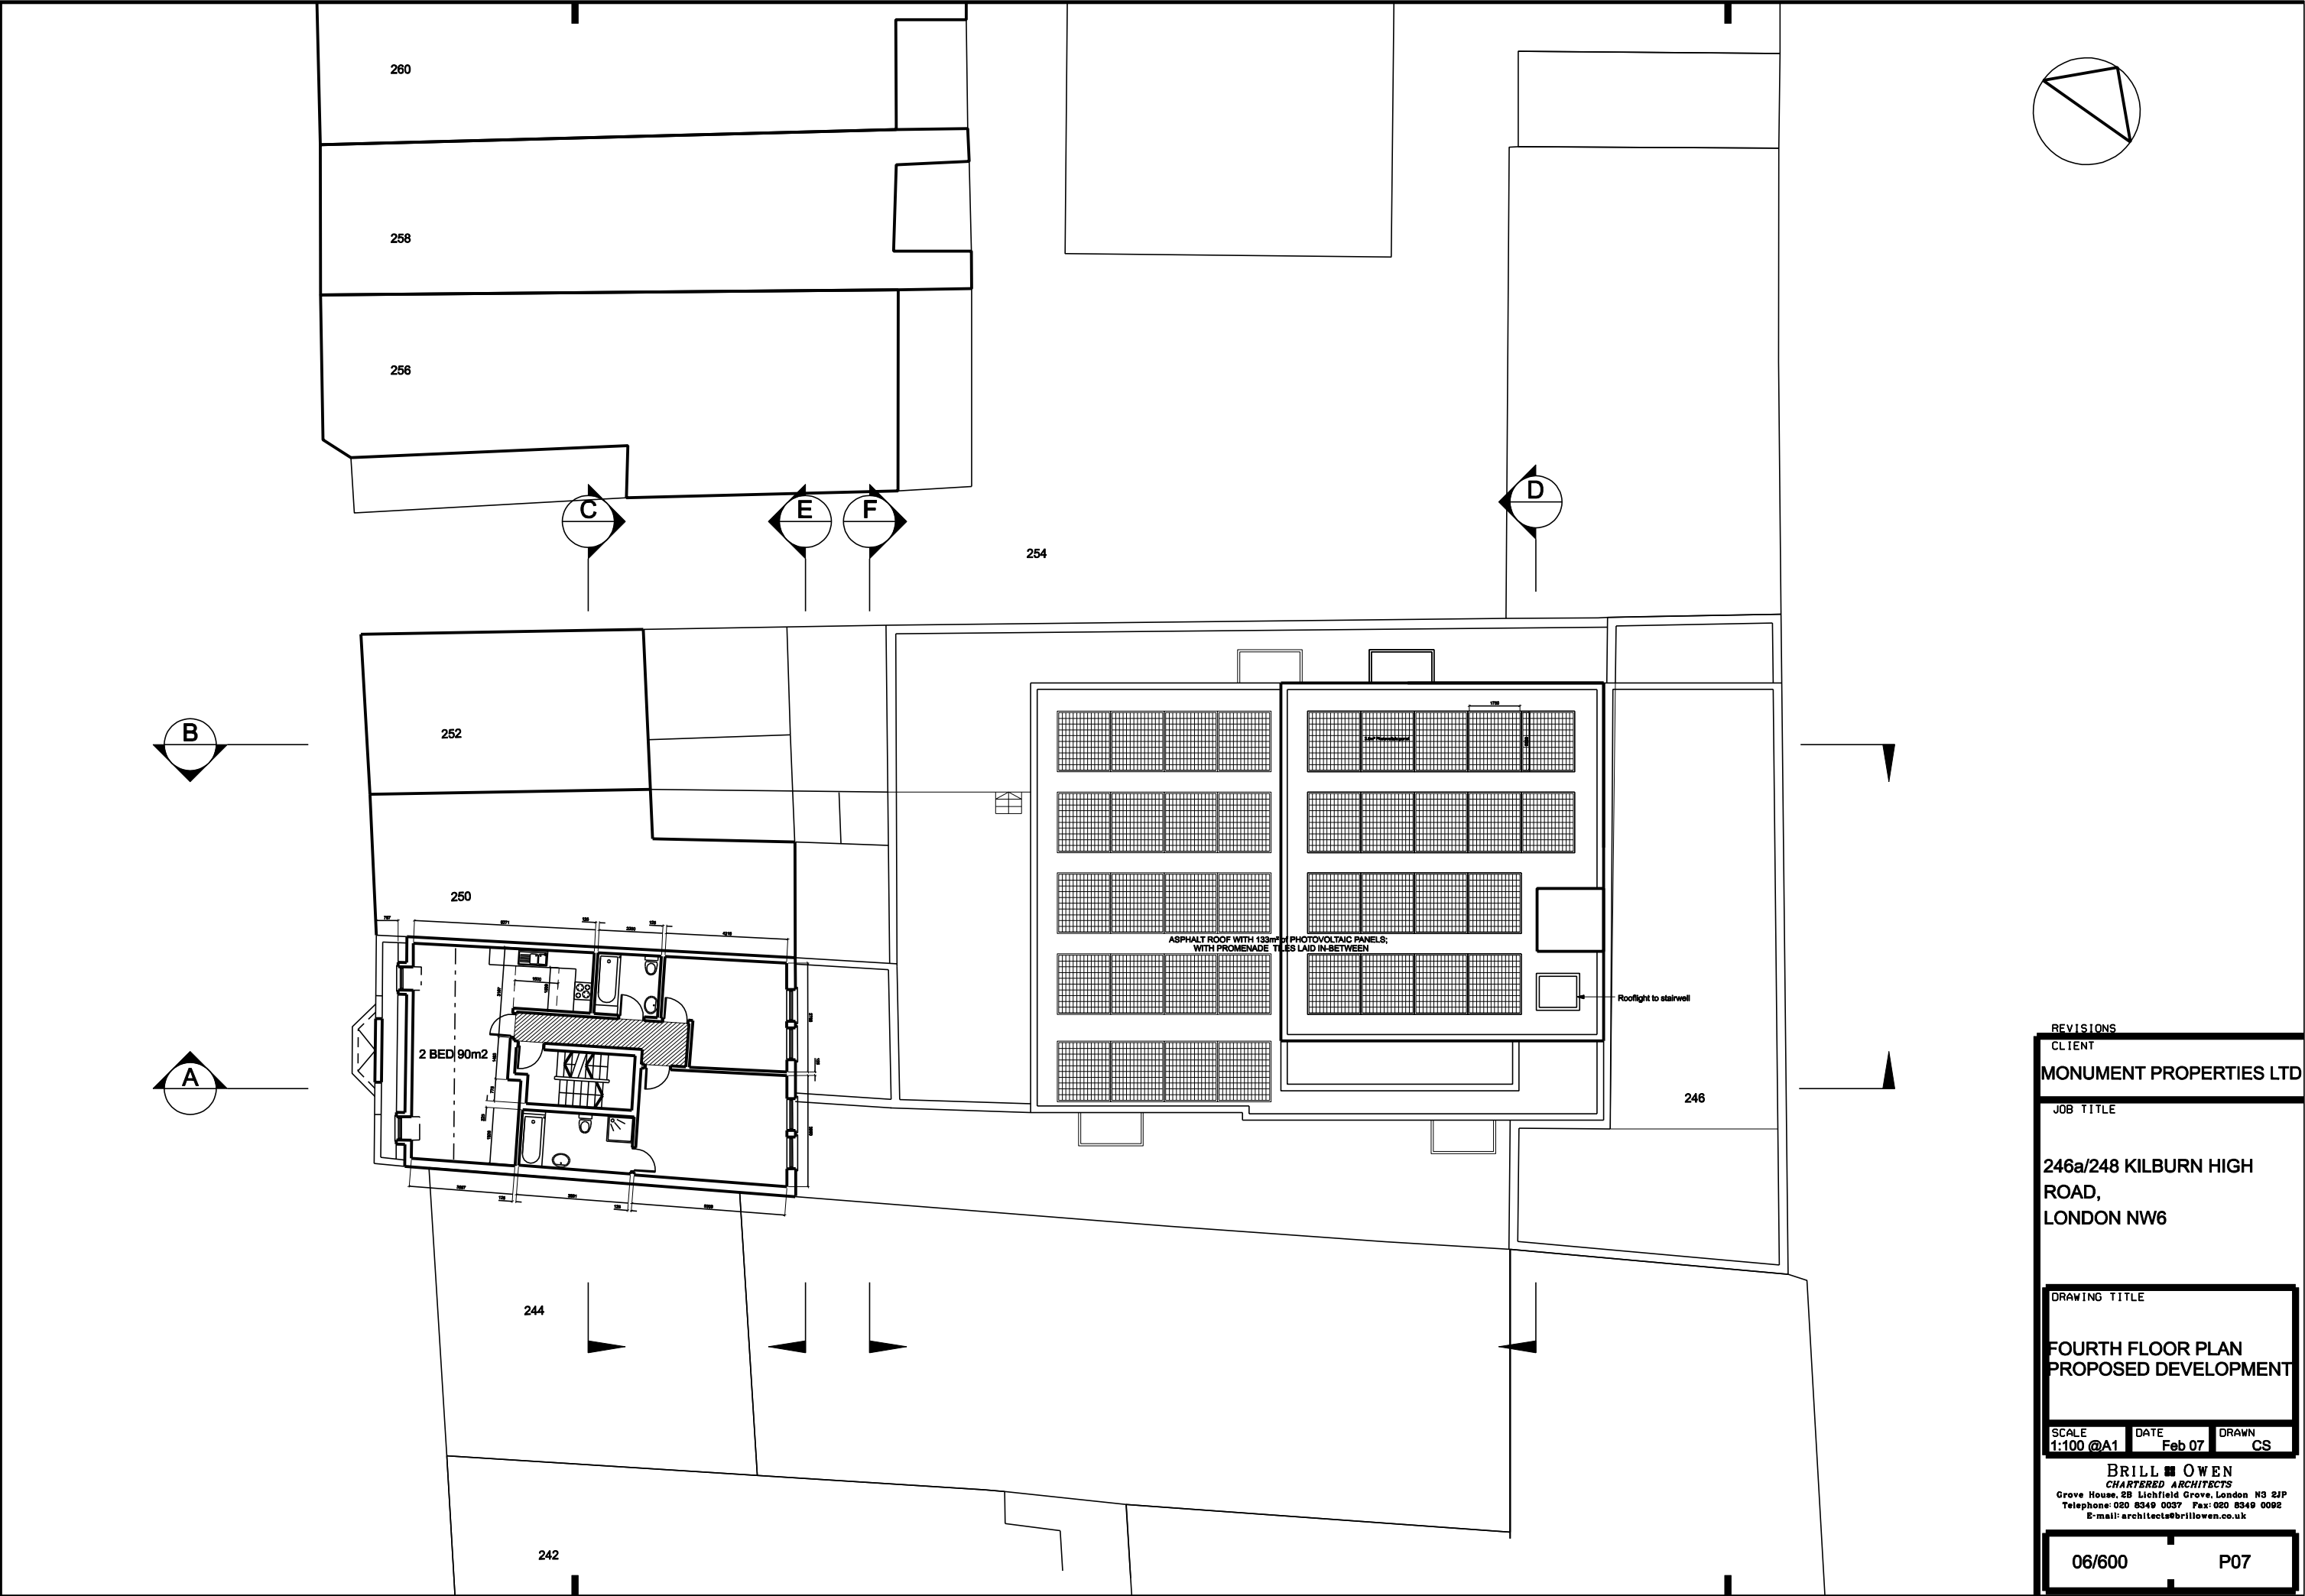 260
258
256
C
E
F
D
254
B
252
250
ASPHALT ROOF WITH 133m² of PHOTOVOLTAIC PANELS;
WITH PROMENADE TILES LAID IN-BETWEEN
Rooflight to stairwell
2 BED 90m2
A
246
244
242
REVISIONS
CLIENT
MONUMENT PROPERTIES LTD
JOB TITLE
246a/248 KILBURN HIGH
ROAD,
LONDON NW6
DRAWING TITLE
FOURTH FLOOR PLAN
PROPOSED DEVELOPMENT
SCALE
1:100 @A1
DATE
Feb 07
DRAWN
CS
BRILL OWEN
CHARTERED ARCHITECTS
Grove House, 2B Lichfield Grove, London N3 2JP
Telephone: 020 8349 0037 Fax: 020 8349 0092
E-mail: architects@brillowen.co.uk
06/600
P07